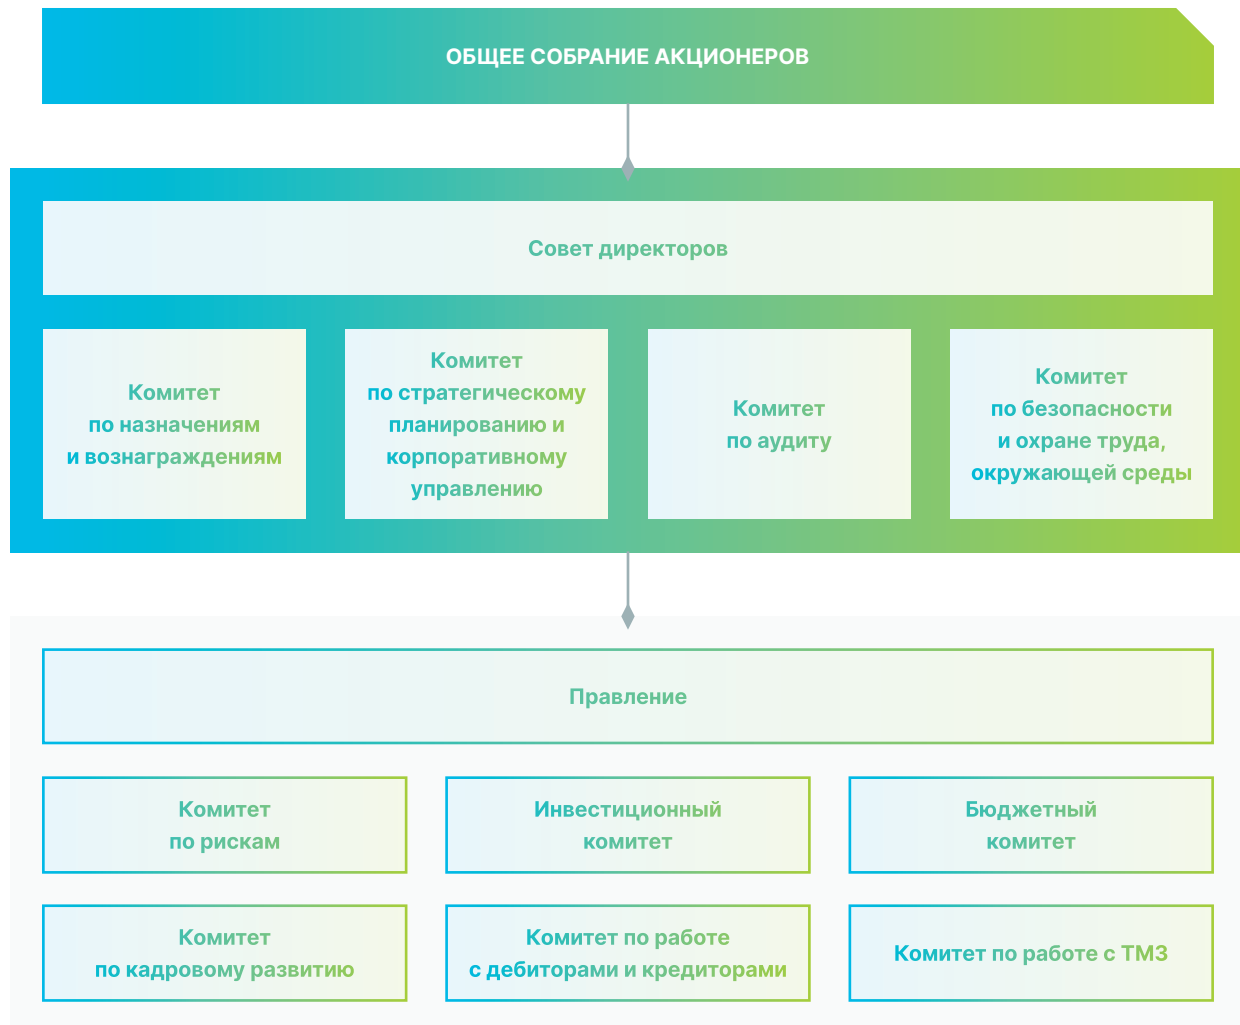 ОБЩЕЕ СОБРАНИЕ АКЦИОНЕРОВ
Совет директоров
Комитет
по назначениям
и вознаграждениям
Комитет
по стратегическому
планированию и
корпоративному
управлению
Комитет
по аудиту
Комитет
по безопасности
и охране труда,
окружающей среды
Правление
Комитет
по рискам
Инвестиционный
комитет
Бюджетный
комитет
Комитет
по кадровому развитию
Комитет по работе
с дебиторами и кредиторами
Комитет по работе с ТМЗ